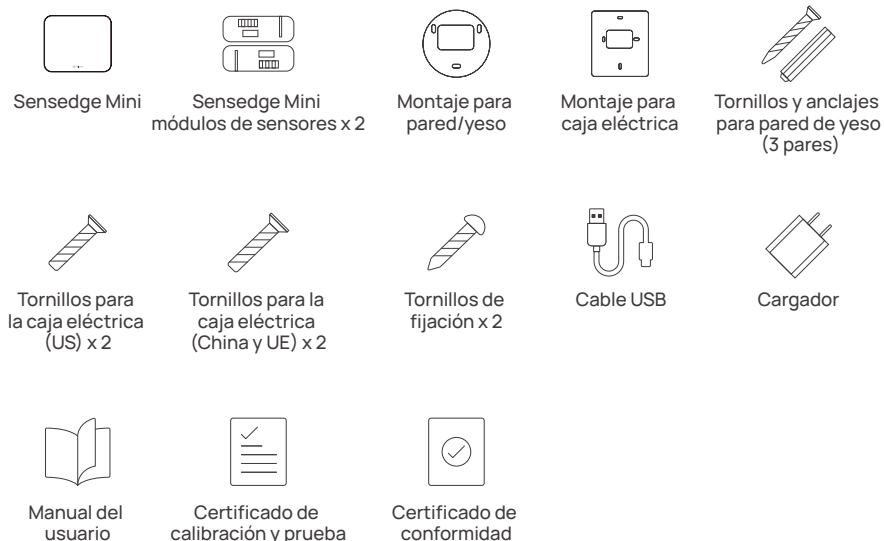 Sensedge Mini
Sensedge Mini
módulos de sensores x 2
Montaje para
pared/yeso
Montaje para
caja eléctrica
Tornillos y anclajes
para pared de yeso
(3 pares)
Tornillos para
la caja eléctrica
(US) x 2
Tornillos para la
caja eléctrica
(China y UE) x 2
Tornillos de
fijación x 2
Cable USB
Cargador
Manual del
usuario
Certificado de
calibración y prueba
Certificado de
conformidad